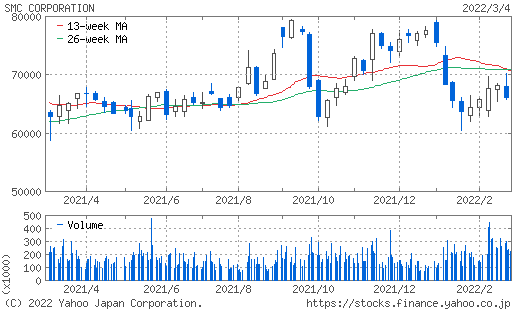 SMC CORPORATION 2022/3/4
80000
13-week MA
26-week MA
70000
60000
50000
2021/4 2021/6 2021/8 2021/10 2021/12 2022/2
500
Volume
400
300
200
100
0
(x1000)
2021/4 2021/6 2021/8 2021/10 2021/12 2022/2
(C) 2022 Yahoo Japan Corporation. https://stocks.finance.yahoo.co.jp/